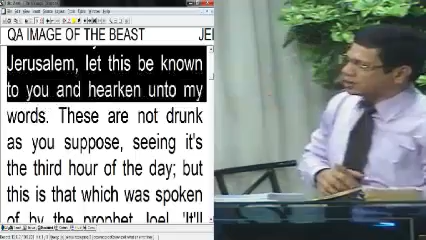 QA IMAGE OF THE BEAST
Jerusalem, let this be known
to you and hearken unto my
words. These are not drunk
as you suppose, seeing it's
the third hour of the day; but
this is that which was spoken
of by the prophet Joel. 'It'll